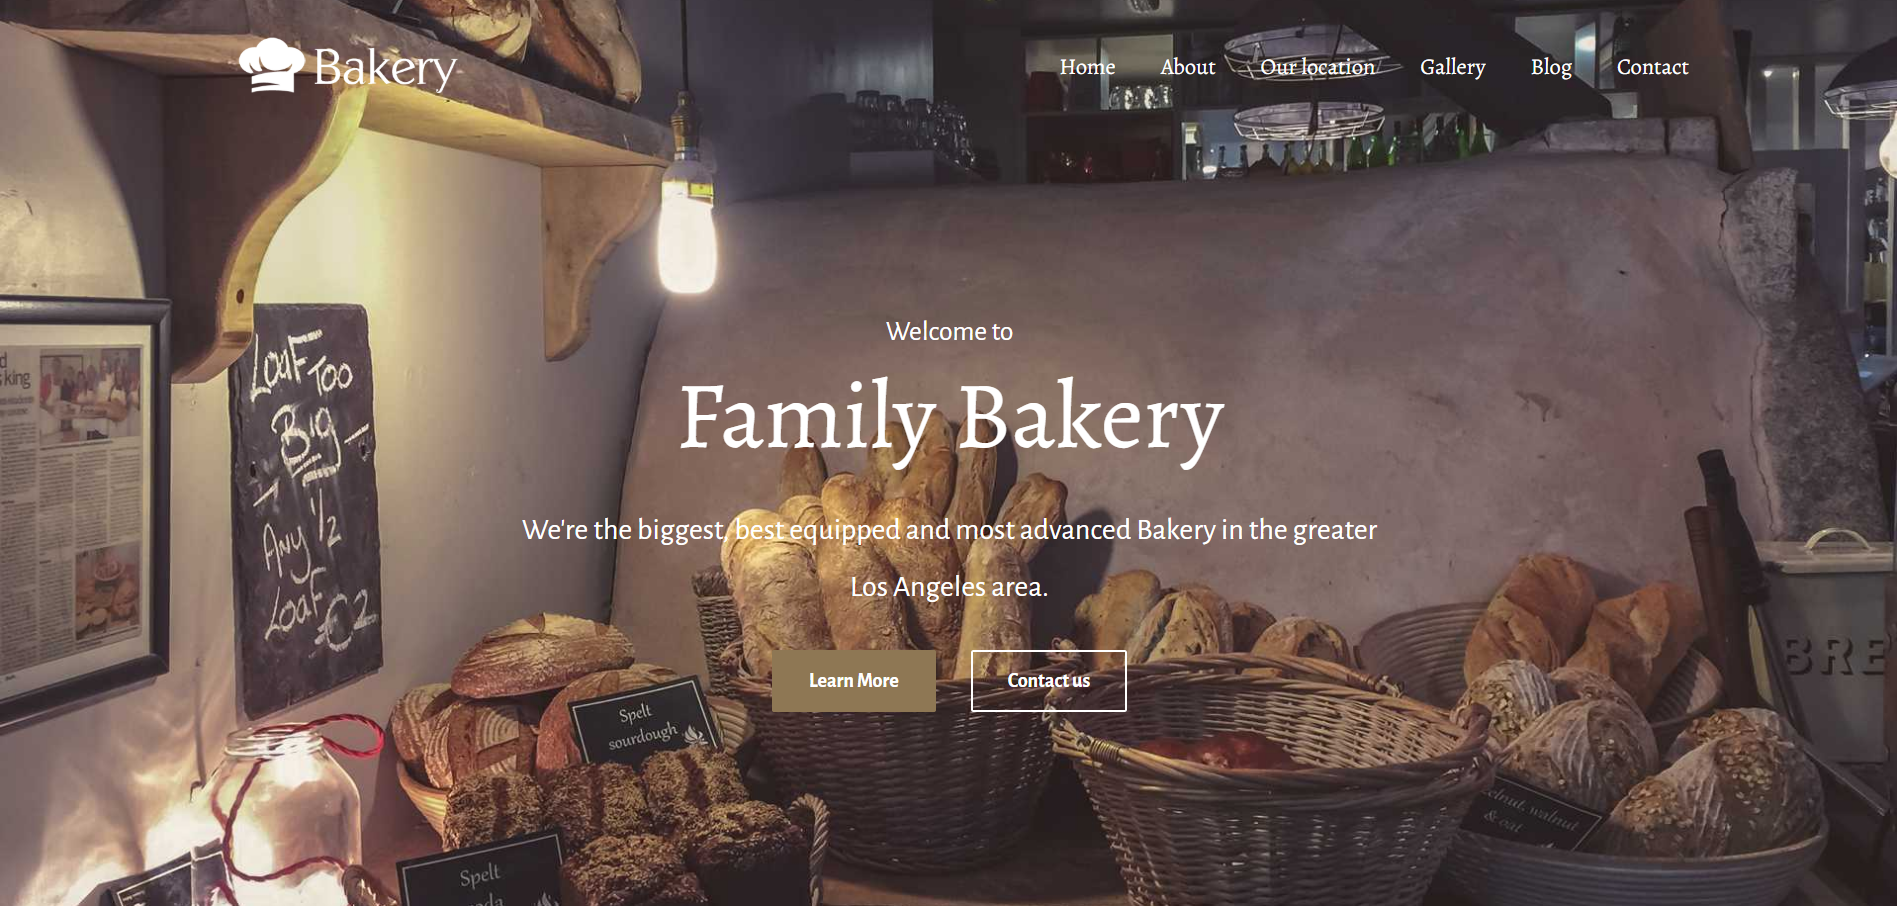 Bakery
Home About Our location Gallery Blog Contact
Welcome to
Family Bakery
We're the biggest, best equipped and most advanced Bakery in the greater
Los Angeles area.
Learn More Contact us
Loaf Too
Big
Any 1/2
Loaf €2
king
Spelt
sourdough
Spelt
walnut
& oat
BRE